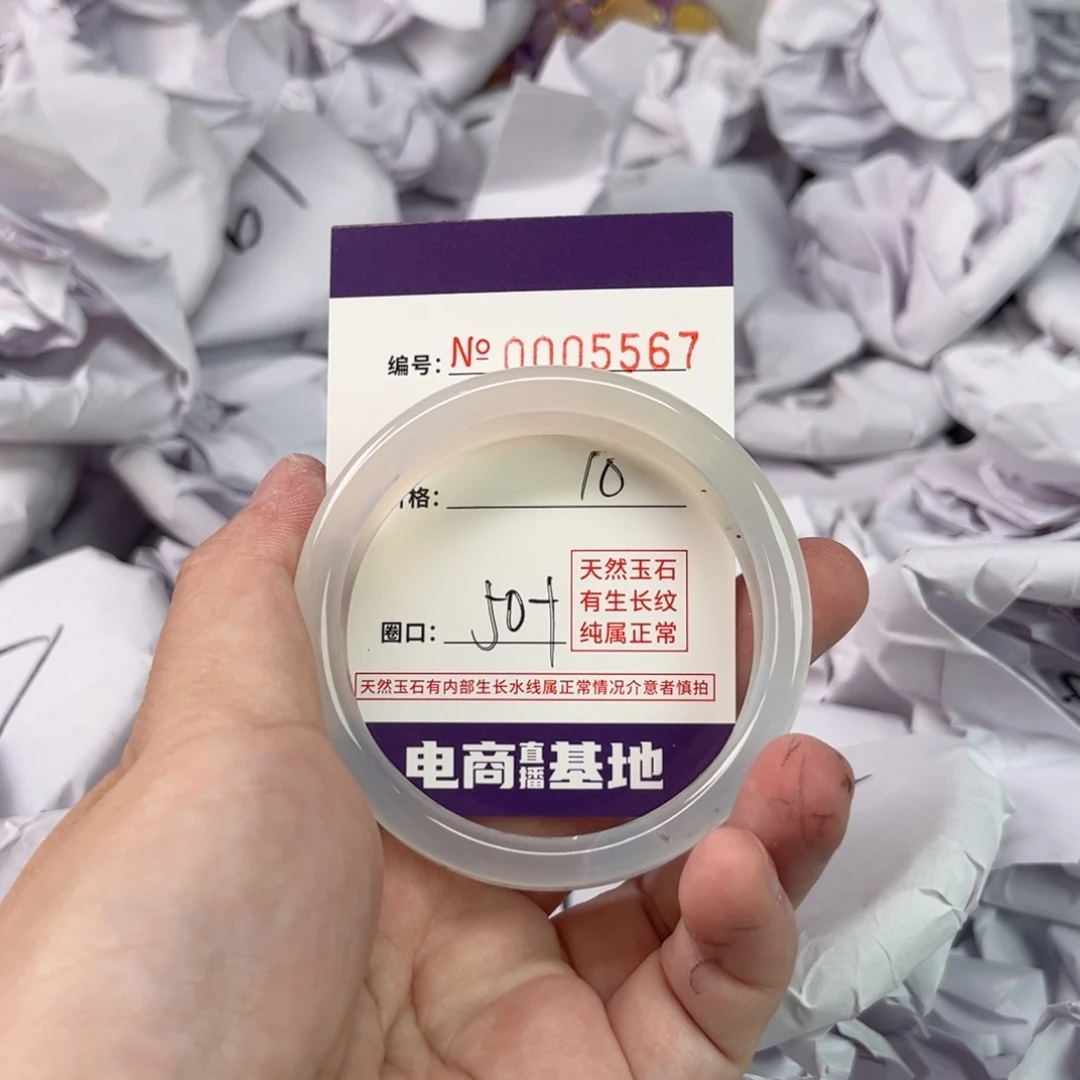 编号: № 0005567
格: 10
圈口: 50+
天然玉石
有生长纹
纯属正常
天然玉石有内部生长水线属正常情况介意者慎拍
电商直播基地